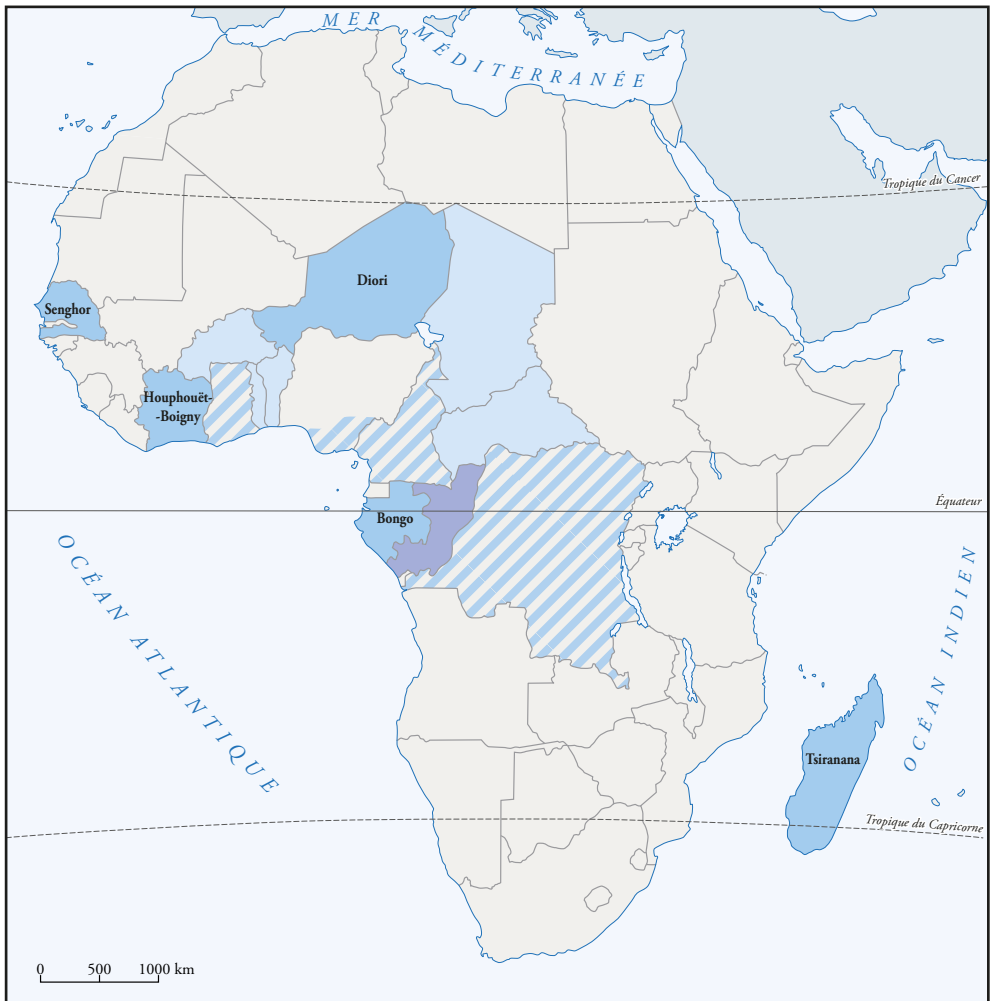 MER
MÉDITERRANÉE
Tropique du Cancer
Diori
Senghor
Houphouët-
-Boigny
Équateur
Bongo
OCÉAN ATLANTIQUE
OCÉAN INDIEN
Tsiranana
Tropique du Capricorne
0 500 1000 km